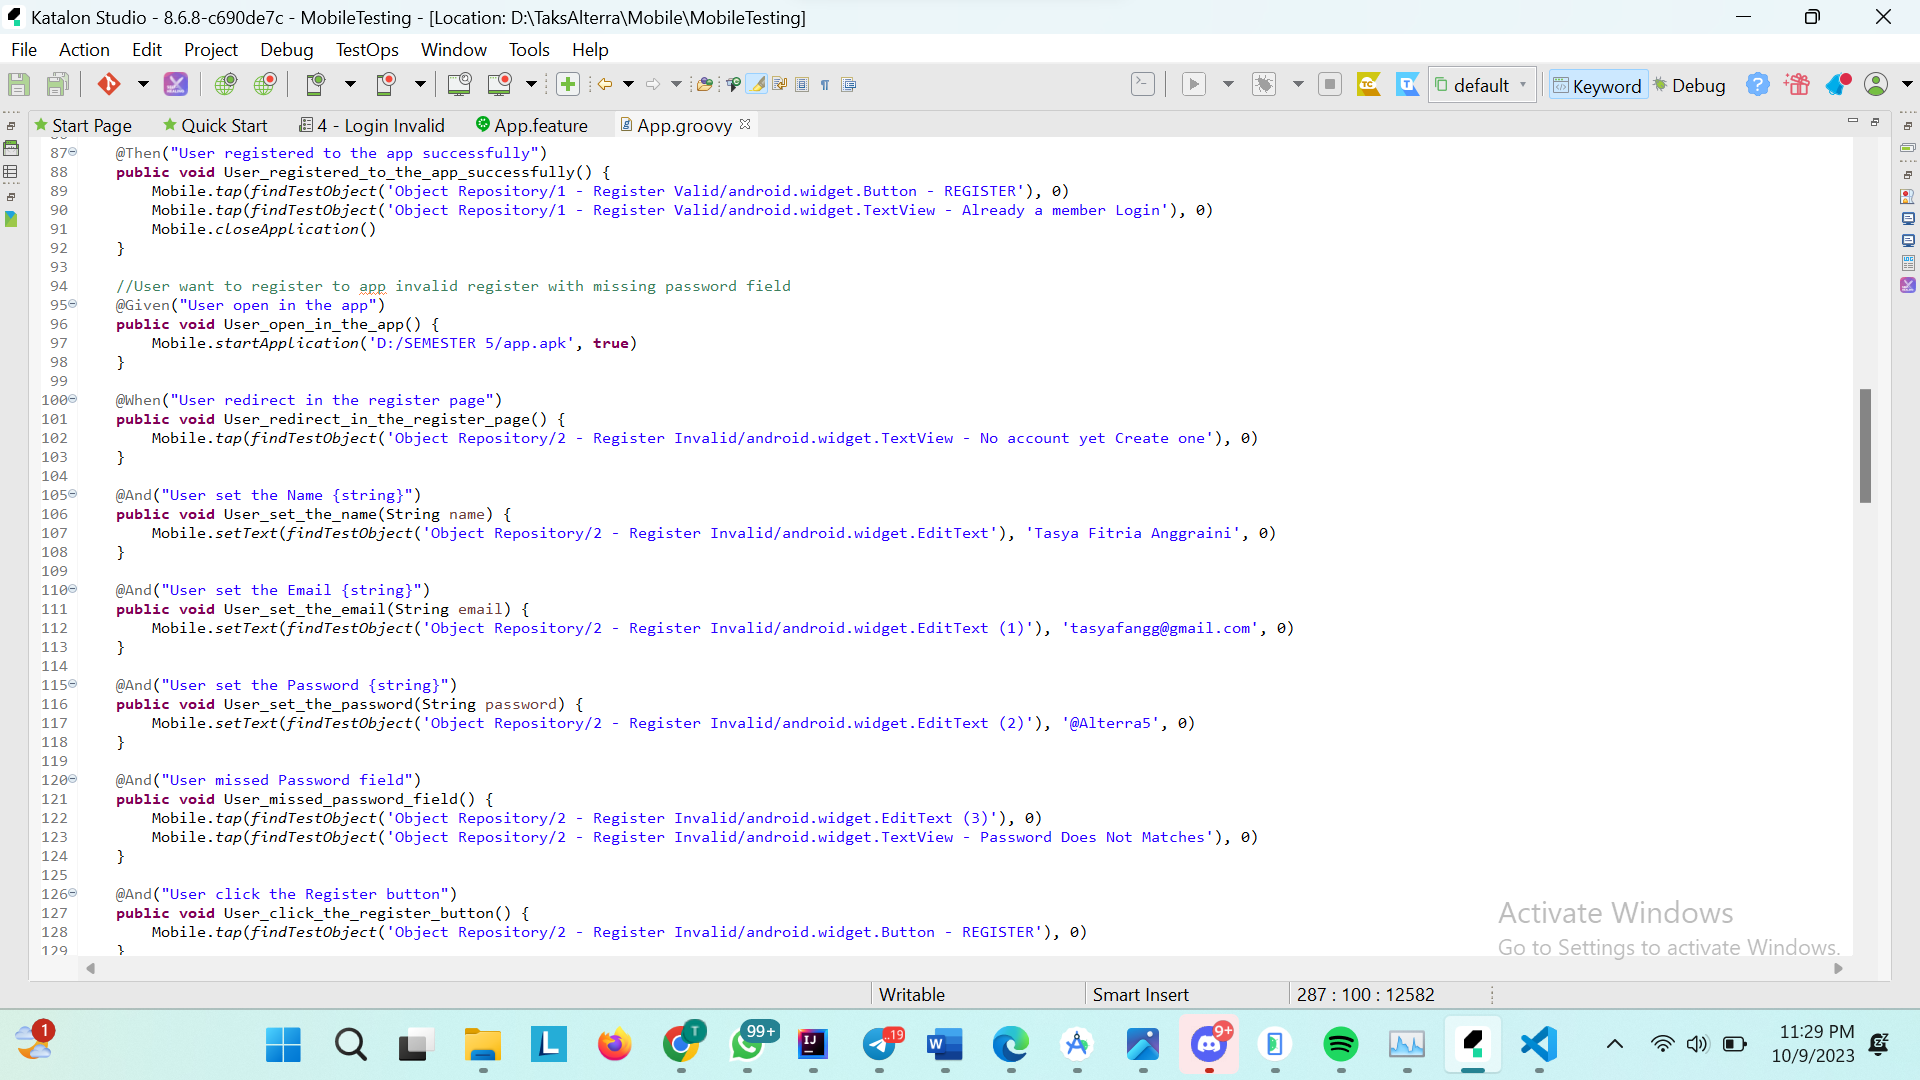 Katalon Studio - 8.6.8-c690de7c - MobileTesting - [Location: D:\TaksAlterra\Mobile\MobileTesting]
File Action Edit Project Debug TestOps Window Tools Help
default Keyword Debug
Start Page Quick Start 4 - Login Invalid App.feature App.groovy
87 @Then("User registered to the app successfully")
88 public void User_registered_to_the_app_successfully() {
89 Mobile.tap(findTestObject('Object Repository/1 - Register Valid/android.widget.Button - REGISTER'), 0)
90 Mobile.tap(findTestObject('Object Repository/1 - Register Valid/android.widget.TextView - Already a member Login'), 0)
91 Mobile.closeApplication()
92 }
93
94 //User want to register to app invalid register with missing password field
95 @Given("User open in the app")
96 public void User_open_in_the_app() {
97 Mobile.startApplication('D:/SEMESTER 5/app.apk', true)
98 }
99
100 @When("User redirect in the register page")
101 public void User_redirect_in_the_register_page() {
102 Mobile.tap(findTestObject('Object Repository/2 - Register Invalid/android.widget.TextView - No account yet Create one'), 0)
103 }
104
105 @And("User set the Name {string}")
106 public void User_set_the_name(String name) {
107 Mobile.setText(findTestObject('Object Repository/2 - Register Invalid/android.widget.EditText'), 'Tasya Fitria Anggraini', 0)
108 }
109
110 @And("User set the Email {string}")
111 public void User_set_the_email(String email) {
112 Mobile.setText(findTestObject('Object Repository/2 - Register Invalid/android.widget.EditText (1)'), 'tasyafangg@gmail.com', 0)
113 }
114
115 @And("User set the Password {string}")
116 public void User_set_the_password(String password) {
117 Mobile.setText(findTestObject('Object Repository/2 - Register Invalid/android.widget.EditText (2)'), '@Alterra5', 0)
118 }
119
120 @And("User missed Password field")
121 public void User_missed_password_field() {
122 Mobile.tap(findTestObject('Object Repository/2 - Register Invalid/android.widget.EditText (3)'), 0)
123 Mobile.tap(findTestObject('Object Repository/2 - Register Invalid/android.widget.TextView - Password Does Not Matches'), 0)
124 }
125
126 @And("User click the Register button")
127 public void User_click_the_register_button() {
128 Mobile.tap(findTestObject('Object Repository/2 - Register Invalid/android.widget.Button - REGISTER'), 0)
129 }
Activate Windows
Go to Settings to activate Windows.
Writable Smart Insert 287 : 100 : 12582
1 T 99+ 19 9+
11:29 PM
10/9/2023